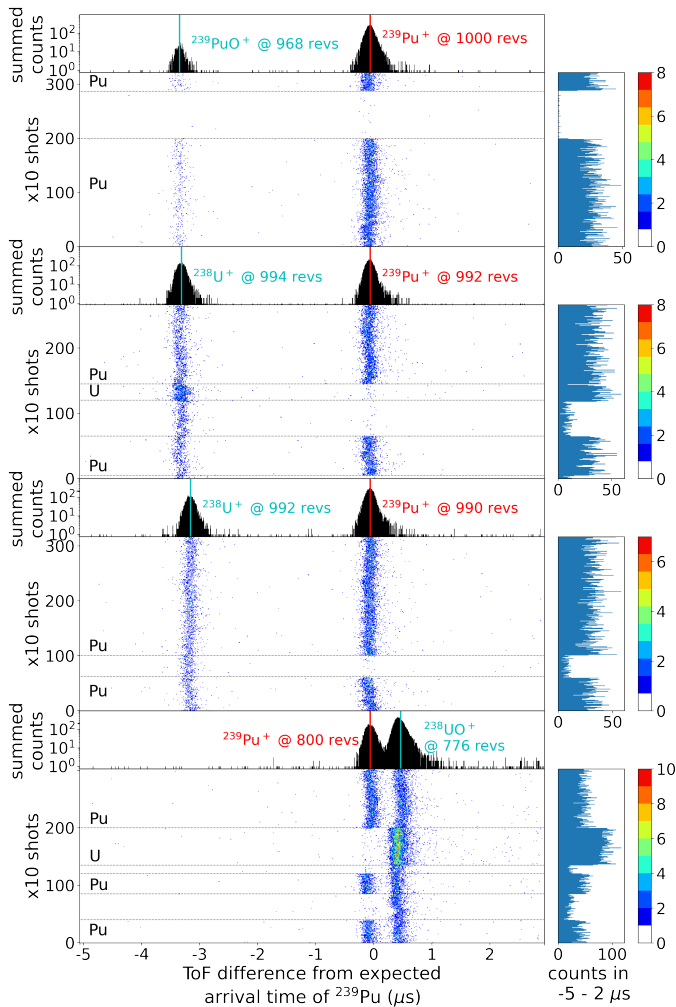 summed
counts
10²
10¹
10⁰
²³⁹PuO⁺ @ 968 revs
²³⁹Pu⁺ @ 1000 revs
x10 shots
300
200
100
0
Pu
Pu
0
50
8
6
4
2
0
summed
counts
10²
10¹
10⁰
²³⁸U⁺ @ 994 revs
²³⁹Pu⁺ @ 992 revs
x10 shots
200
100
0
Pu
U
Pu
0
50
8
6
4
2
0
summed
counts
10²
10¹
10⁰
²³⁸U⁺ @ 992 revs
²³⁹Pu⁺ @ 990 revs
x10 shots
300
200
100
0
Pu
Pu
0
50
6
4
2
0
summed
counts
10²
10¹
10⁰
²³⁹Pu⁺ @ 800 revs
²³⁸UO⁺
@ 776 revs
x10 shots
200
100
0
Pu
U
Pu
Pu
0
100
10
8
6
4
2
0
-5
-4
-3
-2
-1
0
1
2
ToF difference from expected
arrival time of ²³⁹Pu (μs)
counts in
-5 - 2 μs